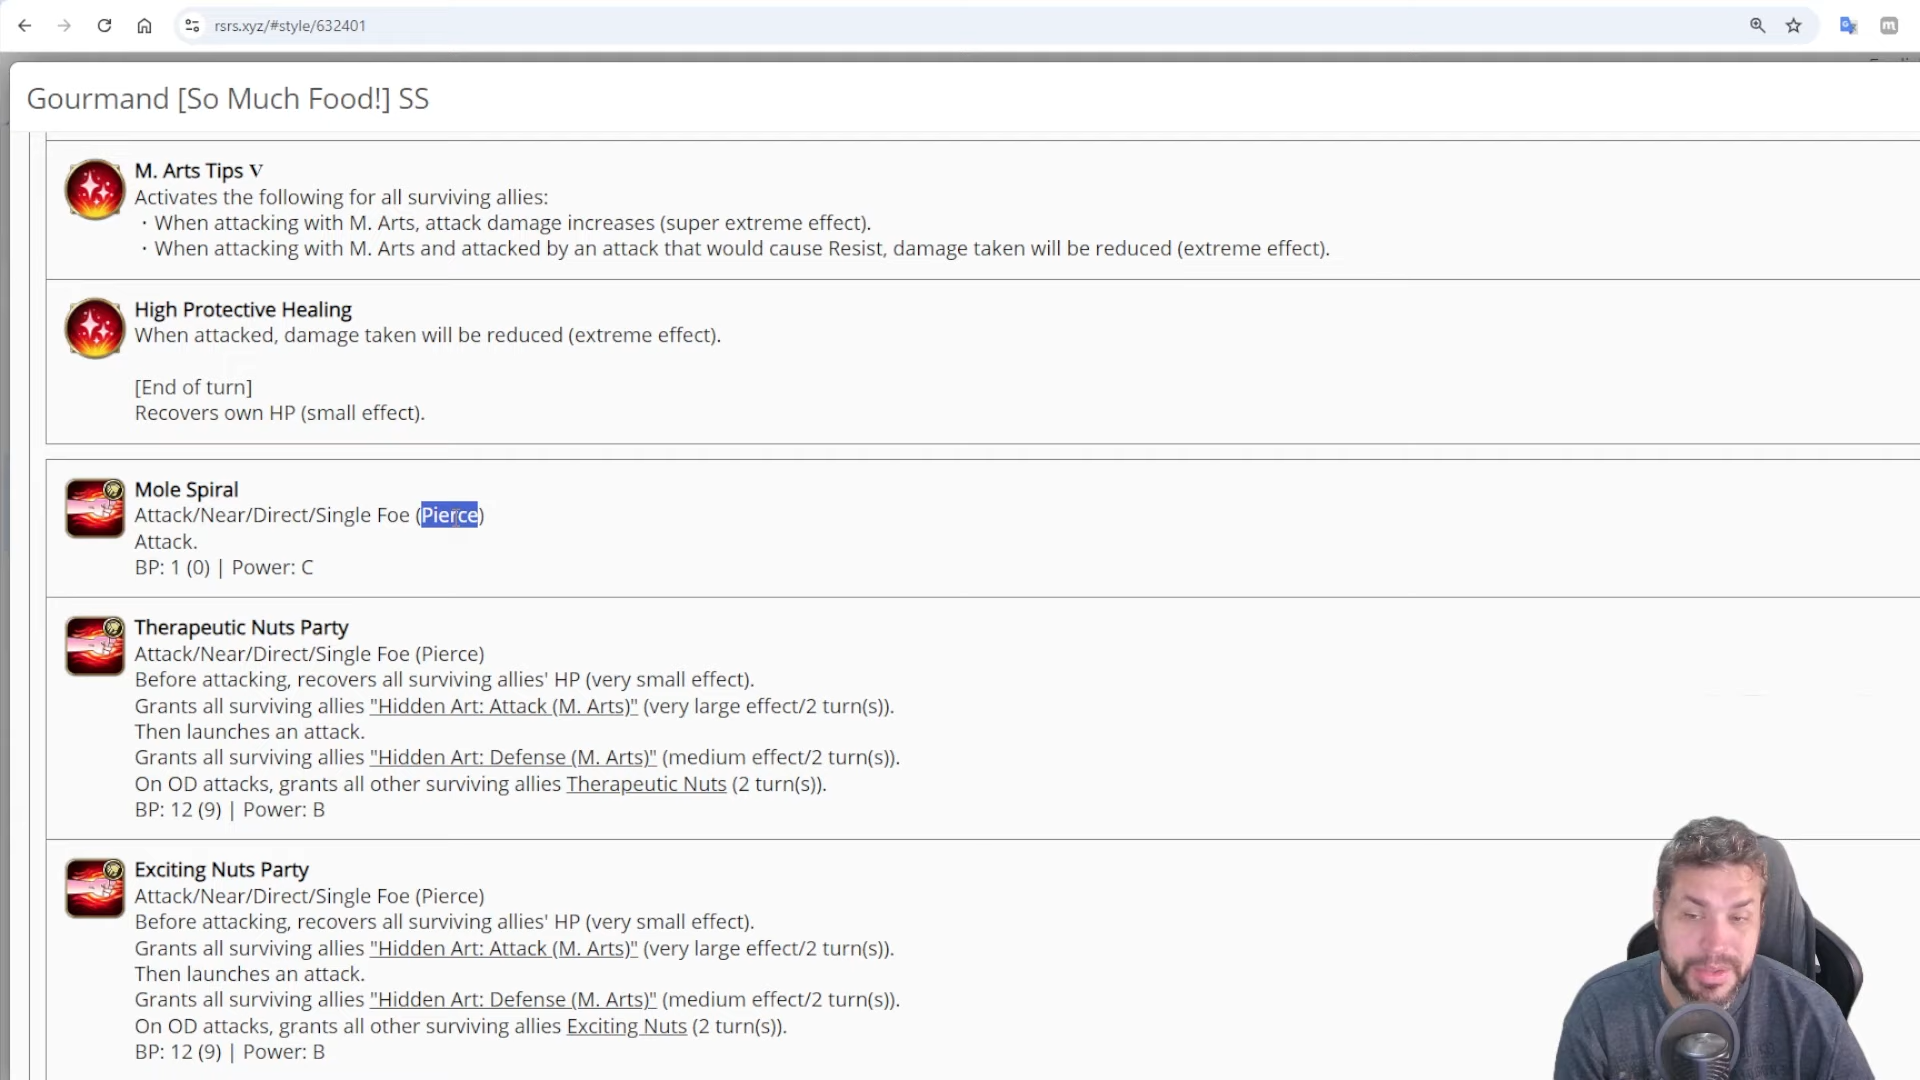 rsrs.xyz/#style/632401
Gourmand [So Much Food!] SS
M. Arts Tips V
Activates the following for all surviving allies:
・When attacking with M. Arts, attack damage increases (super extreme effect).
・When attacking with M. Arts and attacked by an attack that would cause Resist, damage taken will be reduced (extreme effect).
High Protective Healing
When attacked, damage taken will be reduced (extreme effect).
[End of turn]
Recovers own HP (small effect).
Mole Spiral
Attack/Near/Direct/Single Foe (Pierce)
Attack.
BP: 1 (0) | Power: C
Therapeutic Nuts Party
Attack/Near/Direct/Single Foe (Pierce)
Before attacking, recovers all surviving allies' HP (very small effect).
Grants all surviving allies "Hidden Art: Attack (M. Arts)" (very large effect/2 turn(s)).
Then launches an attack.
Grants all surviving allies "Hidden Art: Defense (M. Arts)" (medium effect/2 turn(s)).
On OD attacks, grants all other surviving allies Therapeutic Nuts (2 turn(s)).
BP: 12 (9) | Power: B
Exciting Nuts Party
Attack/Near/Direct/Single Foe (Pierce)
Before attacking, recovers all surviving allies' HP (very small effect).
Grants all surviving allies "Hidden Art: Attack (M. Arts)" (very large effect/2 turn(s)).
Then launches an attack.
Grants all surviving allies "Hidden Art: Defense (M. Arts)" (medium effect/2 turn(s)).
On OD attacks, grants all other surviving allies Exciting Nuts (2 turn(s)).
BP: 12 (9) | Power: B